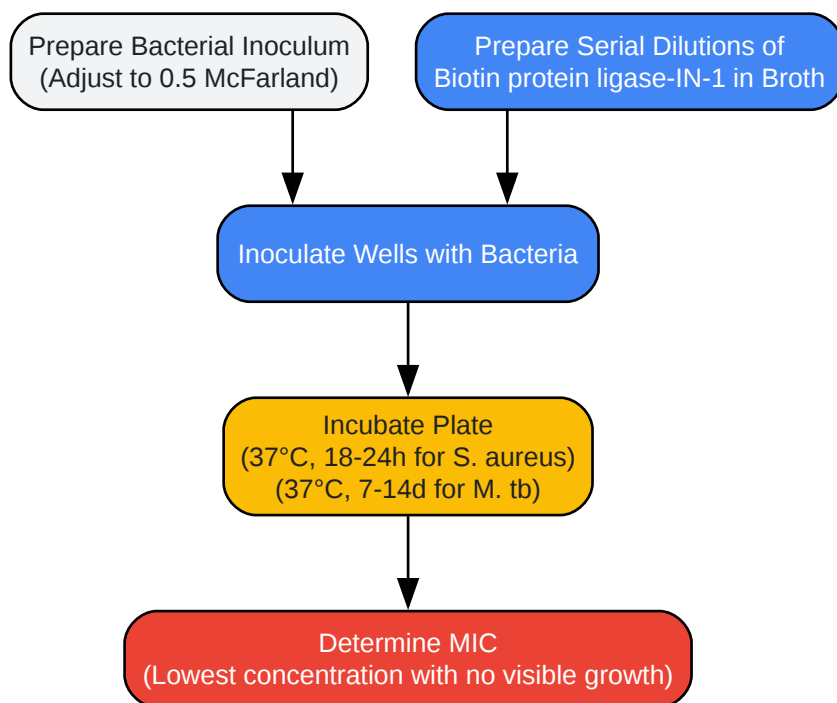 Prepare Bacterial Inoculum
(Adjust to 0.5 McFarland)
Prepare Serial Dilutions of
Biotin protein ligase-IN-1 in Broth
Inoculate Wells with Bacteria
Incubate Plate
(37°C, 18-24h for S. aureus)
(37°C, 7-14d for M. tb)
Determine MIC
(Lowest concentration with no visible growth)